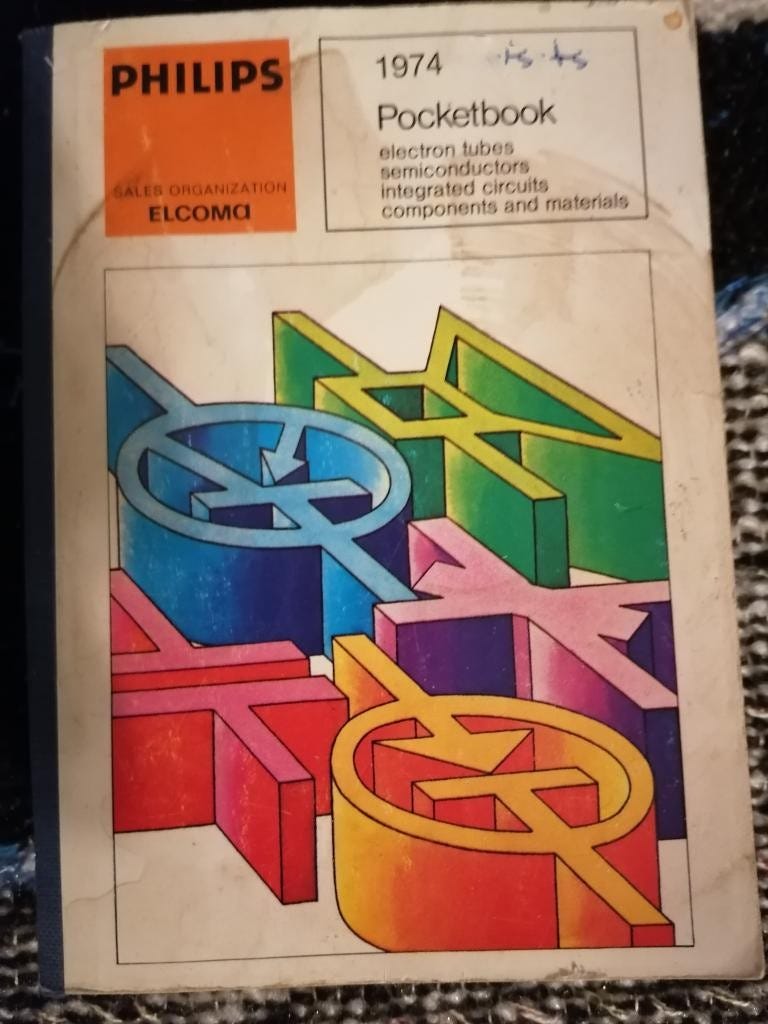 PHILIPS
SALES ORGANIZATION
ELCOMA
1974
Pocketbook
electron tubes
semiconductors
integrated circuits
components and materials